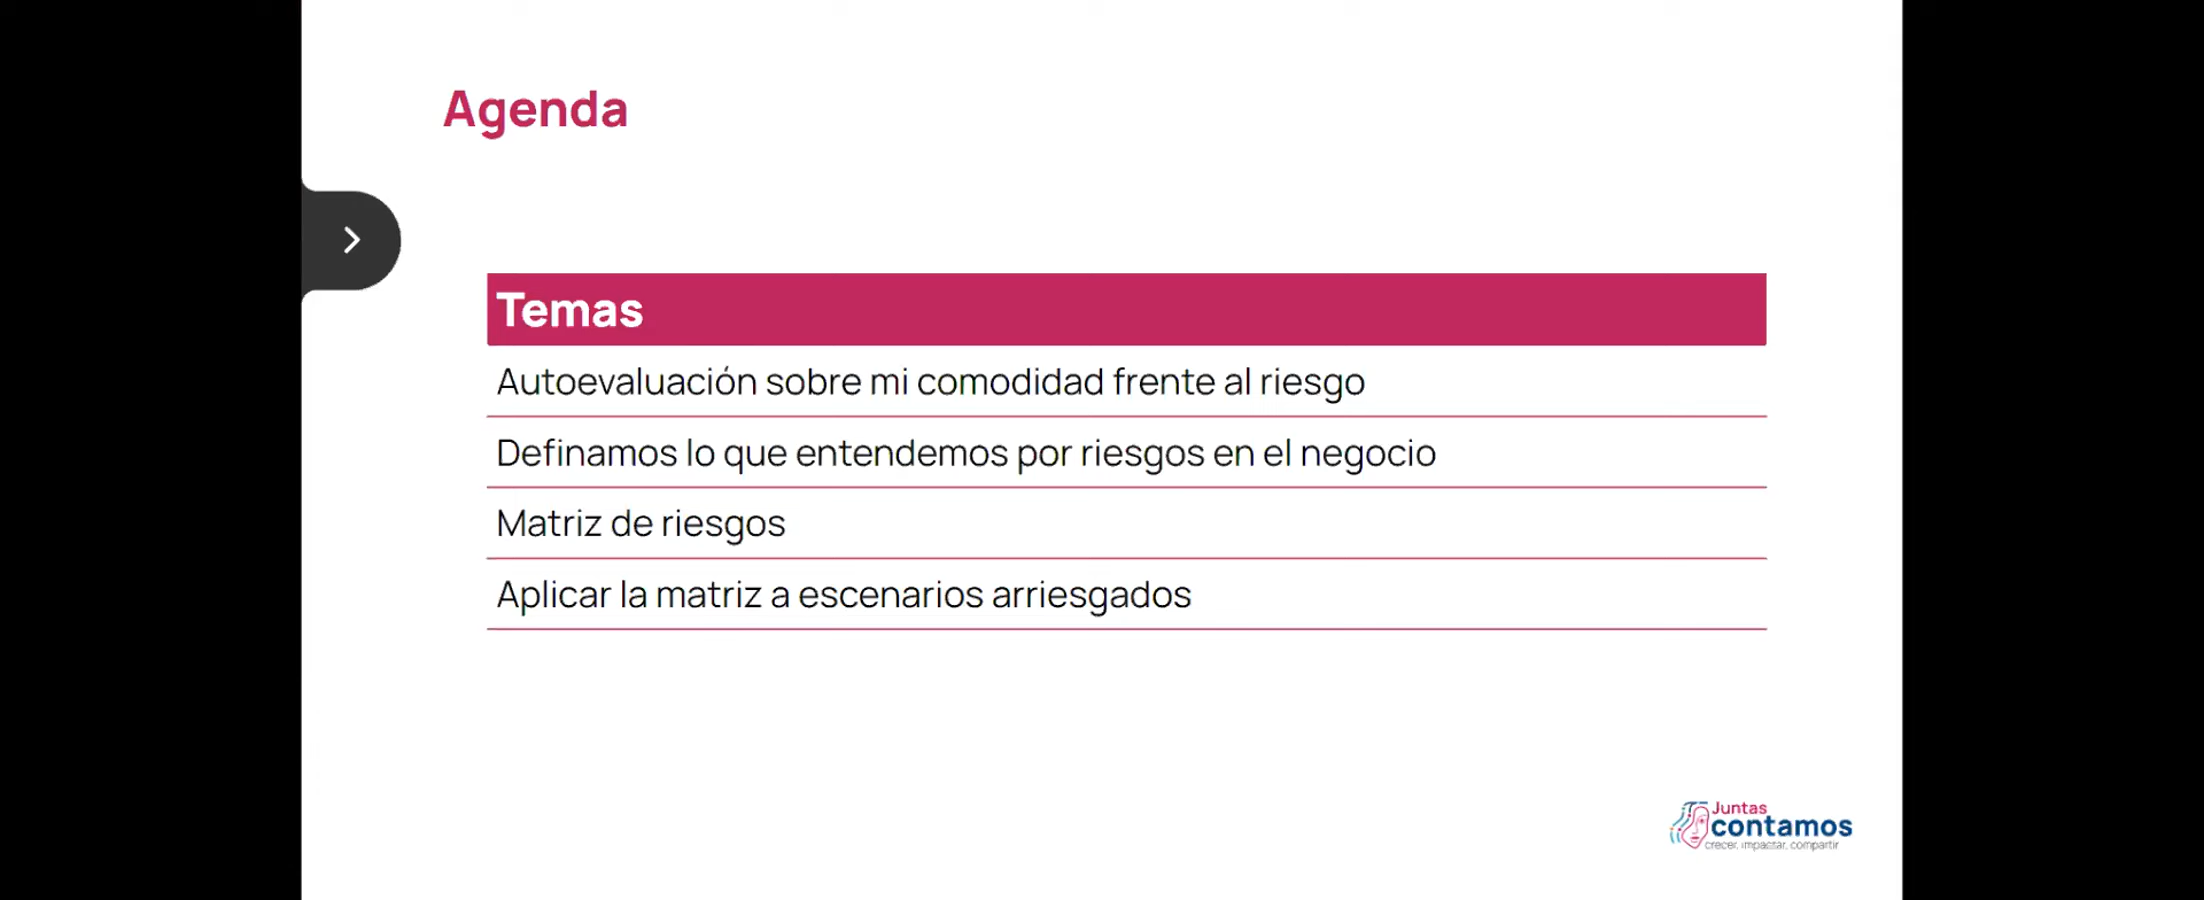 Agenda
Temas
Autoevaluación sobre mi comodidad frente al riesgo
Definamos lo que entendemos por riesgos en el negocio
Matriz de riesgos
Aplicar la matriz a escenarios arriesgados
Juntas
contamos
crecer, impactar, compartir